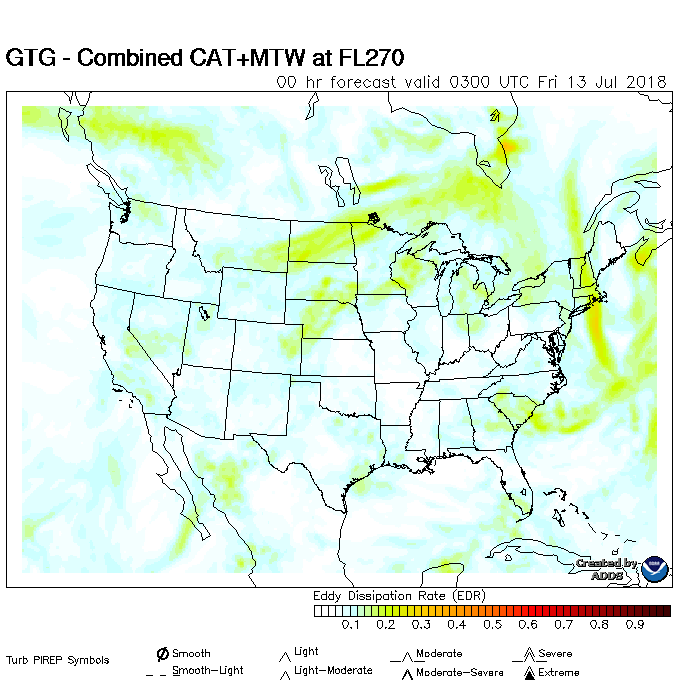 GTG - Combined CAT+MTW at FL270
00 hr forecast valid 0300 UTC Fri 13 Jul 2018
Created by
ADDS
Eddy Dissipation Rate (EDR)
0.1 0.2 0.3 0.4 0.5 0.6 0.7 0.8 0.9
Turb PIREP Symbols
Smooth Light Moderate Severe
Smooth-Light Light-Moderate Moderate-Severe Extreme